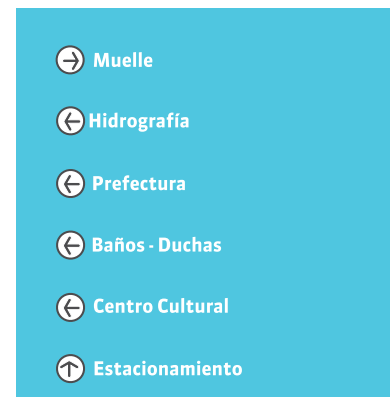 Muelle
Hidrografía
Prefectura
Baños - Duchas
Centro Cultural
Estacionamiento